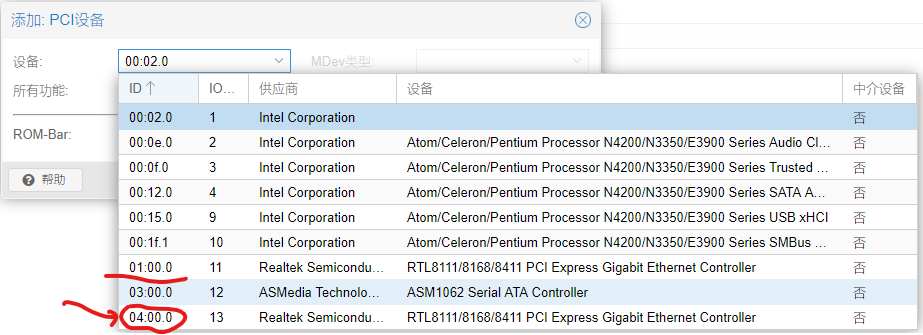 添加: PCI设备
设备: 00:02.0 MDev类型:
所有功能:
ROM-Bar:
帮助
ID IO... 供应商 设备 中介设备
00:02.0 1 Intel Corporation 否
00:0e.0 2 Intel Corporation Atom/Celeron/Pentium Processor N4200/N3350/E3900 Series Audio Cl... 否
00:0f.0 3 Intel Corporation Atom/Celeron/Pentium Processor N4200/N3350/E3900 Series Trusted ... 否
00:12.0 4 Intel Corporation Atom/Celeron/Pentium Processor N4200/N3350/E3900 Series SATA A... 否
00:15.0 9 Intel Corporation Atom/Celeron/Pentium Processor N4200/N3350/E3900 Series USB xHCI 否
00:1f.1 10 Intel Corporation Atom/Celeron/Pentium Processor N4200/N3350/E3900 Series SMBus ... 否
01:00.0 11 Realtek Semicondu... RTL8111/8168/8411 PCI Express Gigabit Ethernet Controller 否
03:00.0 12 ASMedia Technolo... ASM1062 Serial ATA Controller 否
04:00.0 13 Realtek Semicondu... RTL8111/8168/8411 PCI Express Gigabit Ethernet Controller 否